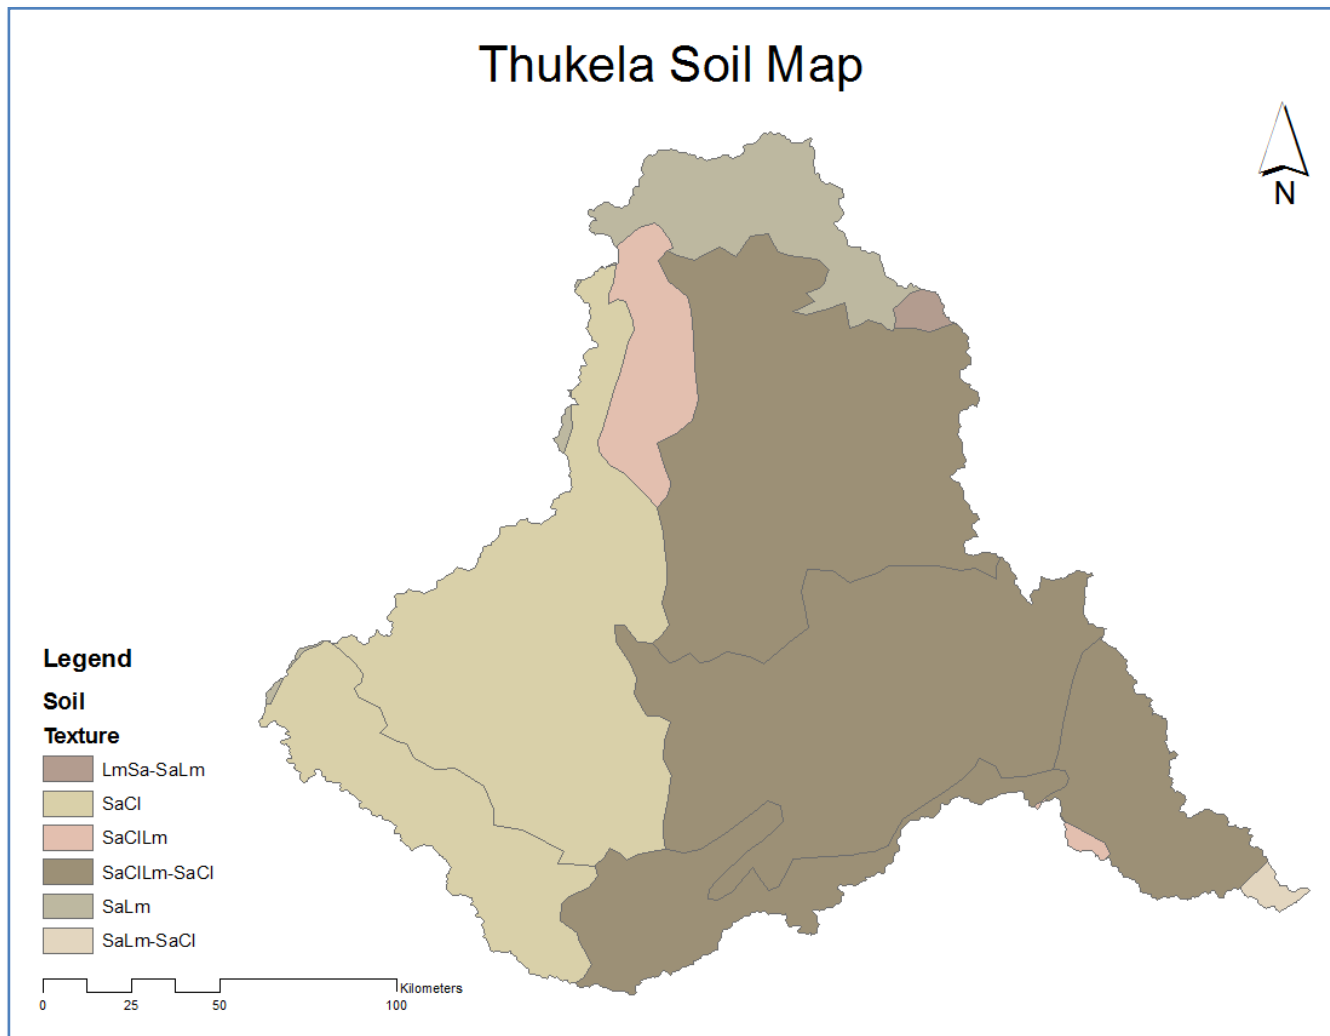 Thukela Soil Map
N
Legend
Soil
Texture
LmSa-SaLm
SaCl
SaClLm
SaClLm-SaCl
SaLm
SaLm-SaCl
Kilometers
0 25 50 100